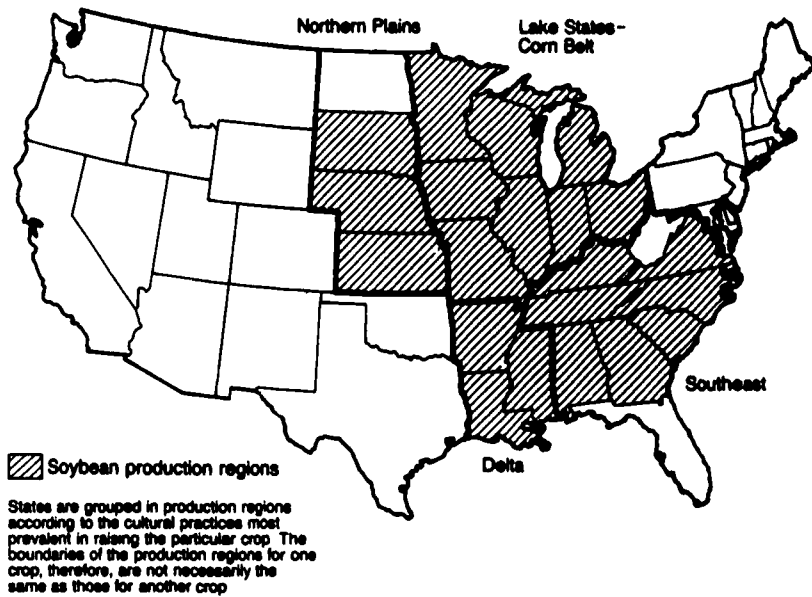 Northern Plains
Lake States-
Corn Belt
Southeast
Delta
Soybean production regions
States are grouped in production regions
according to the cultural practices most
prevalent in raising the particular crop The
boundaries of the production regions for one
crop, therefore, are not necessarily the
same as those for another crop